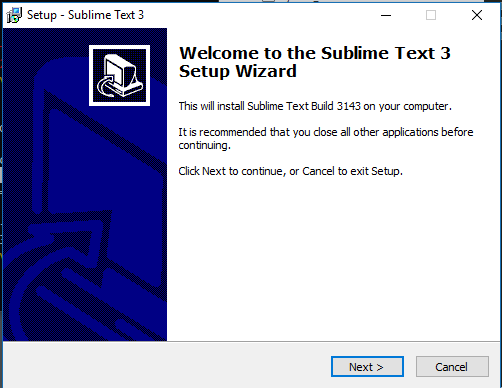 Setup - Sublime Text 3
Welcome to the Sublime Text 3
Setup Wizard
This will install Sublime Text Build 3143 on your computer.
It is recommended that you close all other applications before
continuing.
Click Next to continue, or Cancel to exit Setup.
Next >
Cancel